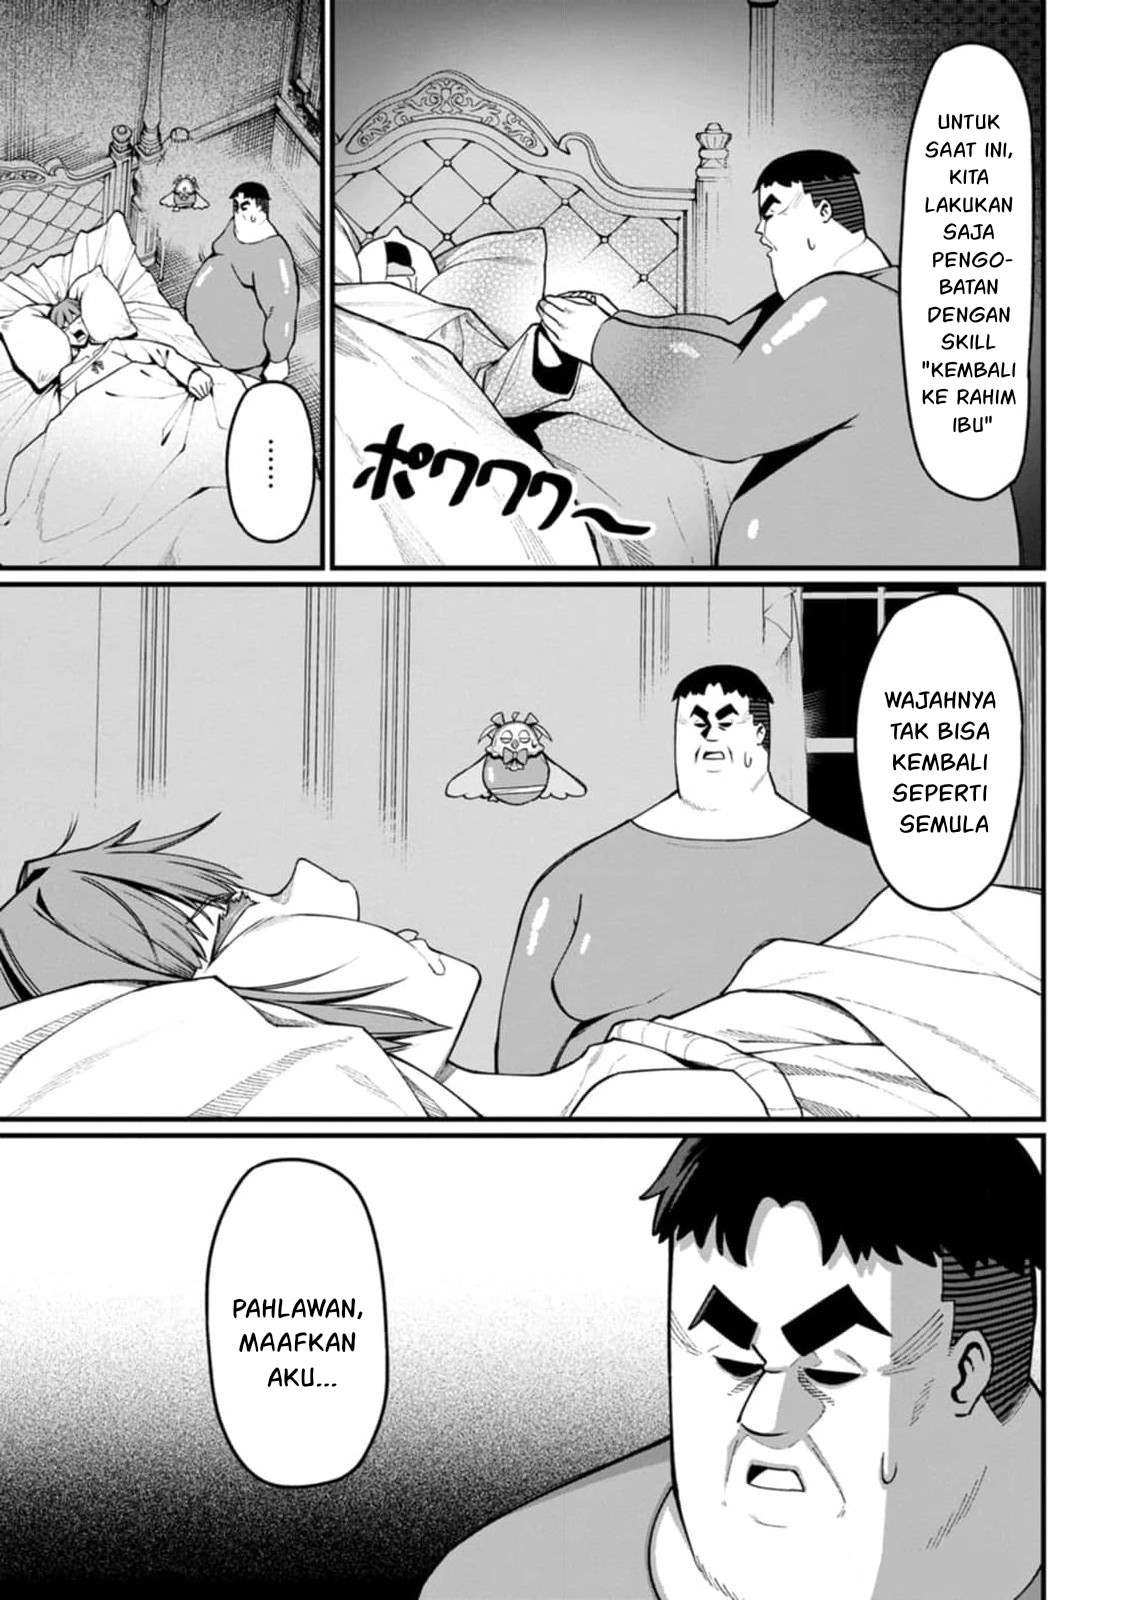 UNTUK
SAAT INI,
KITA
LAKUKAN
SAJA
PENGO-
BATAN
DENGAN
SKILL
"KEMBALI
KE RAHIM
IBU"
ポワワワ～
......
WAJAHNYA
TAK BISA
KEMBALI
SEPERTI
SEMULA
PAHLAWAN,
MAAFKAN
AKU...